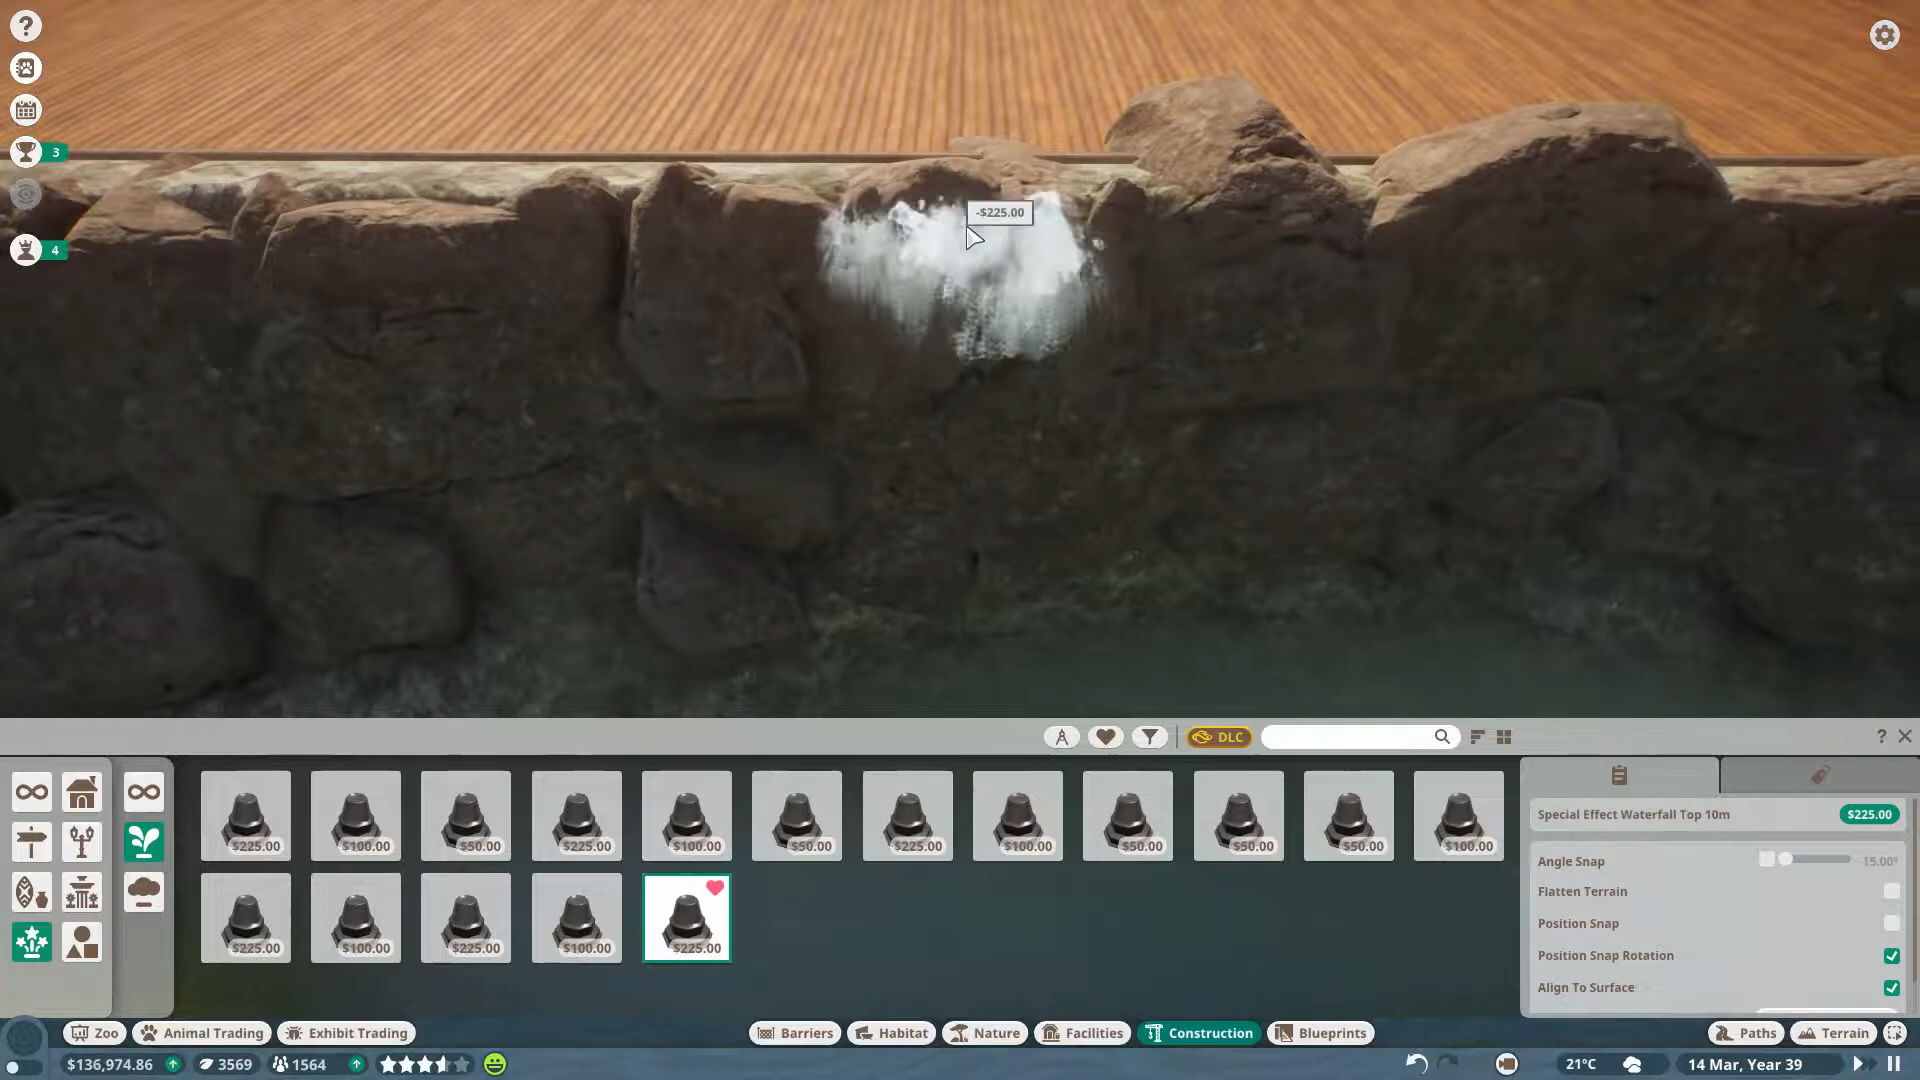 ?
3
4
-$225.00
DLC
?
$225.00
$100.00
$50.00
$225.00
$100.00
$50.00
$225.00
$100.00
$50.00
$50.00
$50.00
$100.00
$225.00
$100.00
$225.00
$100.00
$225.00
Special Effect Waterfall Top 10m
$225.00
Angle Snap
15.00°
Flatten Terrain
Position Snap
Position Snap Rotation
Align To Surface
Zoo
Animal Trading
Exhibit Trading
Barriers
Habitat
Nature
Facilities
Construction
Blueprints
Paths
Terrain
$136,974.86
3569
1564
21°C
14 Mar, Year 39